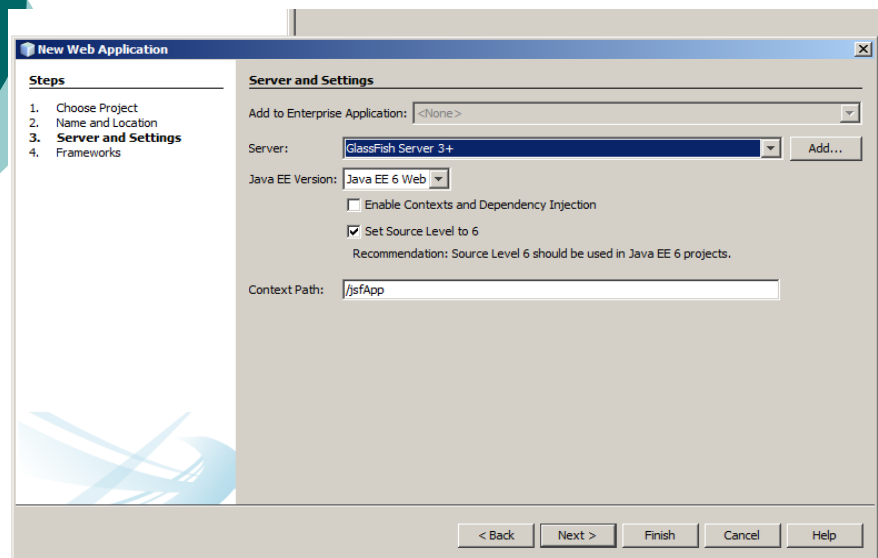 New Web Application
Steps
1. Choose Project
2. Name and Location
3. Server and Settings
4. Frameworks
Server and Settings
Add to Enterprise Application: <None>
Server: GlassFish Server 3+ Add...
Java EE Version: Java EE 6 Web
Enable Contexts and Dependency Injection
Set Source Level to 6
Recommendation: Source Level 6 should be used in Java EE 6 projects.
Context Path: /jsfApp
< Back Next > Finish Cancel Help